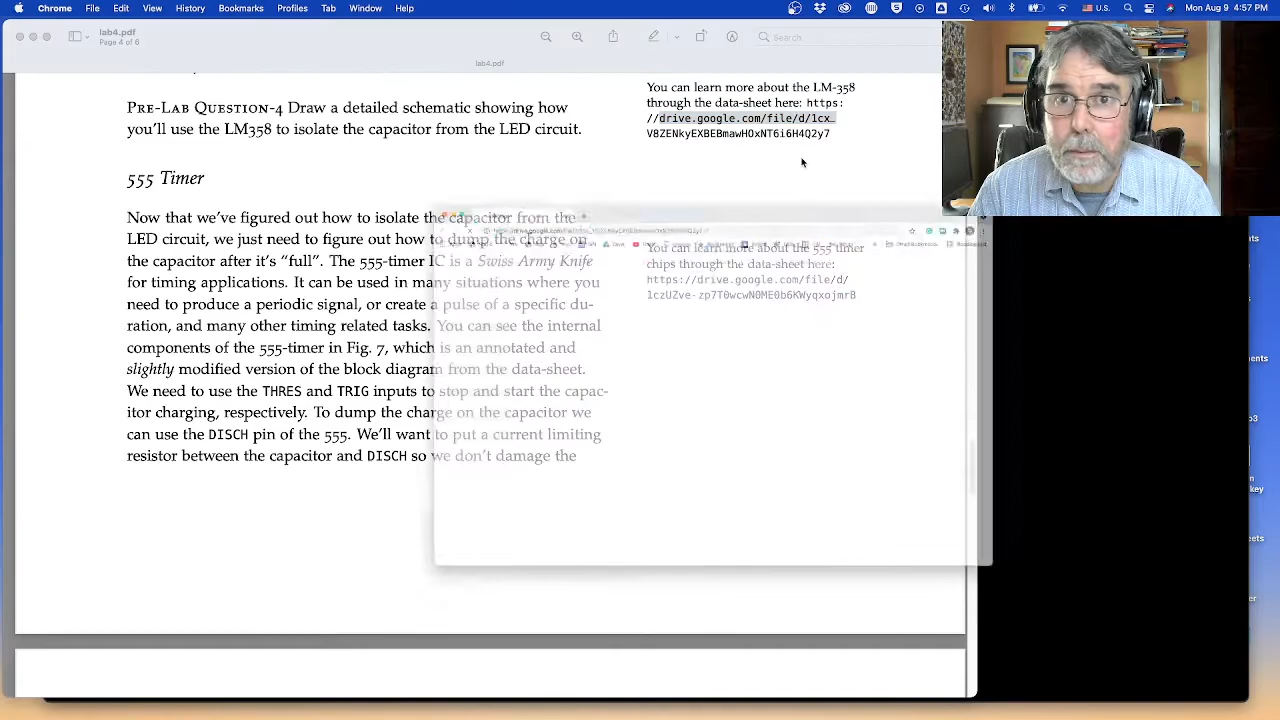 Chrome File Edit View History Bookmarks Profiles Tab Window Help
U.S.
Mon Aug 9 4:57 PM
lab4.pdf
Page 4 of 6
Search
lab4.pdf
PRE-LAB QUESTION-4 Draw a detailed schematic showing how
you'll use the LM358 to isolate the capacitor from the LED circuit.
You can learn more about the LM-358
through the data-sheet here: https:
//drive.google.com/file/d/1cx_
V8ZENkyEXBEBmawHOxNT6i6H4Q2y7
555 Timer
Now that we've figured out how to isolate the capacitor from the
LED circuit, we just need to figure out how to dump the charge on
the capacitor after it's "full". The 555-timer IC is a Swiss Army Knife
for timing applications. It can be used in many situations where you
need to produce a periodic signal, or create a pulse of a specific du-
ration, and many other timing related tasks. You can see the internal
components of the 555-timer in Fig. 7, which is an annotated and
slightly modified version of the block diagram from the data-sheet.
We need to use the THRES and TRIG inputs to stop and start the capac-
itor charging, respectively. To dump the charge on the capacitor we
can use the DISCH pin of the 555. We'll want to put a current limiting
resistor between the capacitor and DISCH so we don't damage the
You can learn more about the 555 timer
chips through the data-sheet here:
https://drive.google.com/file/d/
1czUZve-zp7T0wcwN0ME0b6KWyqxojmrB